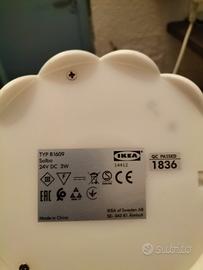 TYP B1609
Solbo
24V DC 3W
IKEA
14412
QC PASSED
1836
Made in China
IKEA of Sweden AB
SE- 343 81 Älmhult
Subito